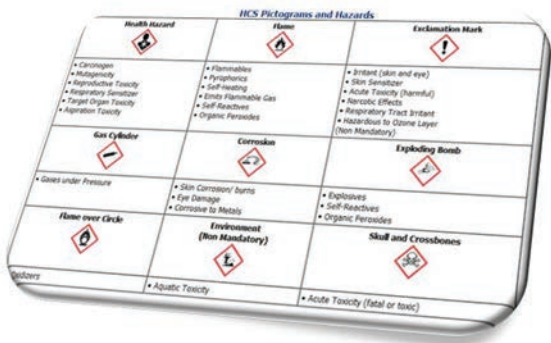 HCS Pictograms and Hazards
Health Hazard
Flame
Exclamation Mark
• Carcinogen
• Mutagenicity
• Reproductive Toxicity
• Respiratory Sensitizer
• Target Organ Toxicity
• Aspiration Toxicity
• Flammables
• Pyrophorics
• Self-Heating
• Emits Flammable Gas
• Self-Reactives
• Organic Peroxides
• Irritant (skin and eye)
• Skin Sensitizer
• Acute Toxicity (harmful)
• Narcotic Effects
• Respiratory Tract Irritant
• Hazardous to Ozone Layer
(Non Mandatory)
Gas Cylinder
Corrosion
Exploding Bomb
• Gases under Pressure
• Skin Corrosion/ burns
• Eye Damage
• Corrosive to Metals
• Explosives
• Self-Reactives
• Organic Peroxides
Flame over Circle
Environment
(Non Mandatory)
Skull and Crossbones
Oxidizers
• Aquatic Toxicity
• Acute Toxicity (fatal or toxic)